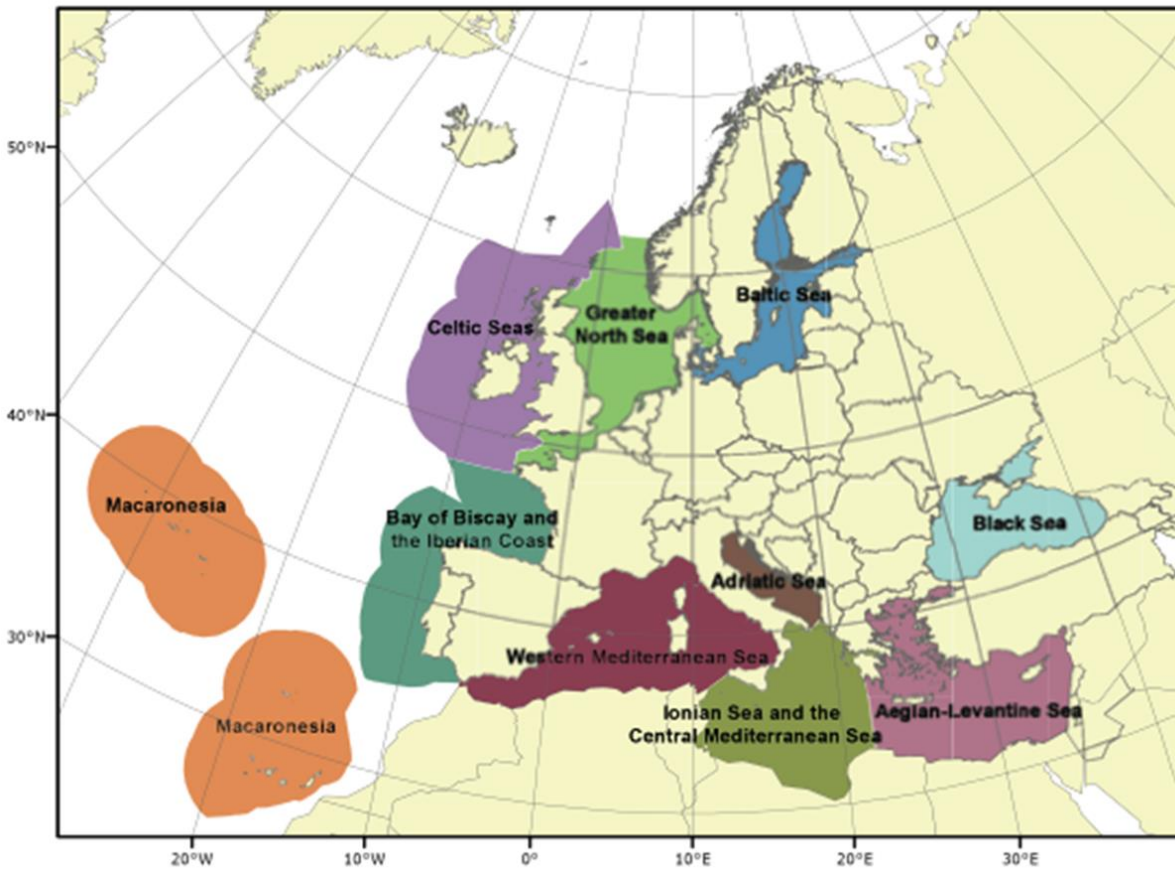 50°N
40°N
30°N
Celtic Seas
Greater
North Sea
Baltic Sea
Macaronesia
Bay of Biscay and
the Iberian Coast
Black Sea
Adriatic Sea
Western Mediterranean Sea
Macaronesia
Ionian Sea and the
Central Mediterranean Sea
Aegian-Levantine Sea
20°W
10°W
0°
10°E
20°E
30°E